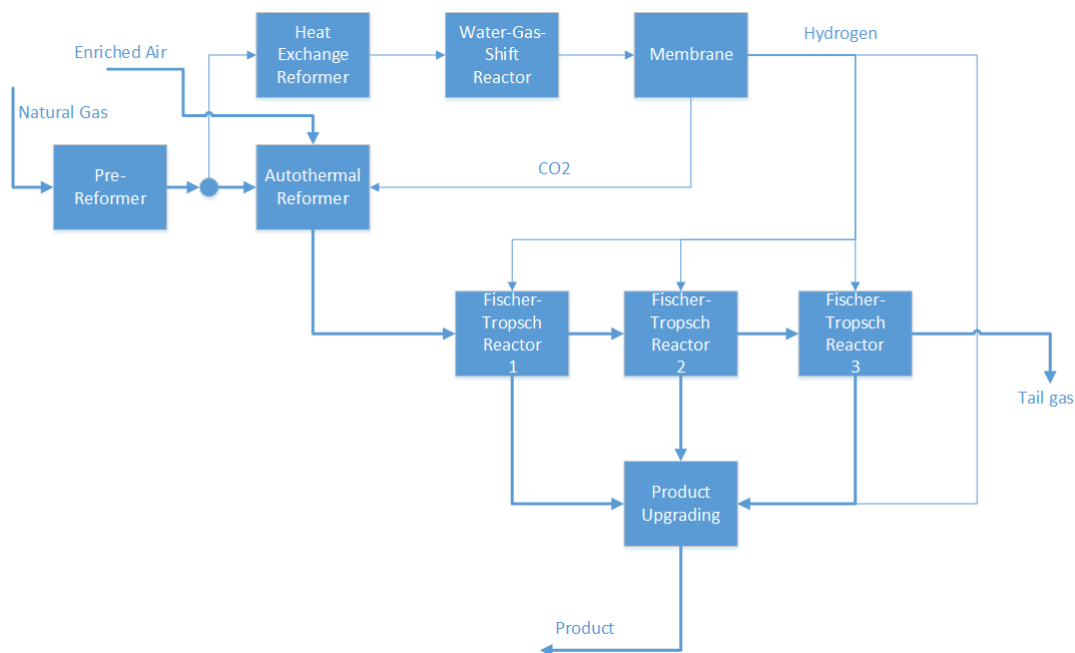 Heat
Exchange
Reformer
Water-Gas-
Shift
Reactor
Membrane
Hydrogen
Enriched Air
Natural Gas
Pre-
Reformer
Autothermal
Reformer
CO2
Fischer-
Tropsch
Reactor
1
Fischer-
Tropsch
Reactor
2
Fischer-
Tropsch
Reactor
3
Tail gas
Product
Upgrading
Product